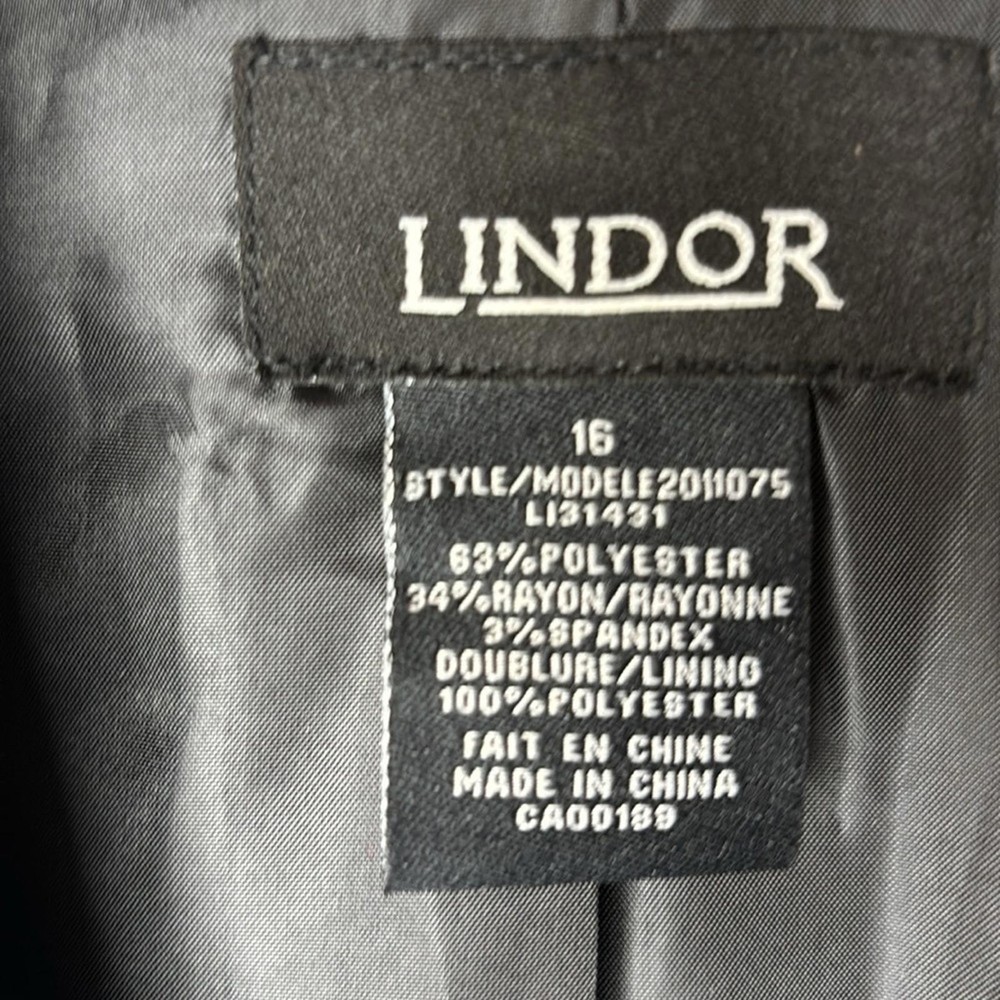 LINDOR
16
STYLE/MODELE2011075
LI31431
63%POLYESTER
34%RAYON/RAYONNE
3%SPANDEX
DOUBLURE/LINING
100%POLYESTER
FAIT EN CHINE
MADE IN CHINA
CA00199